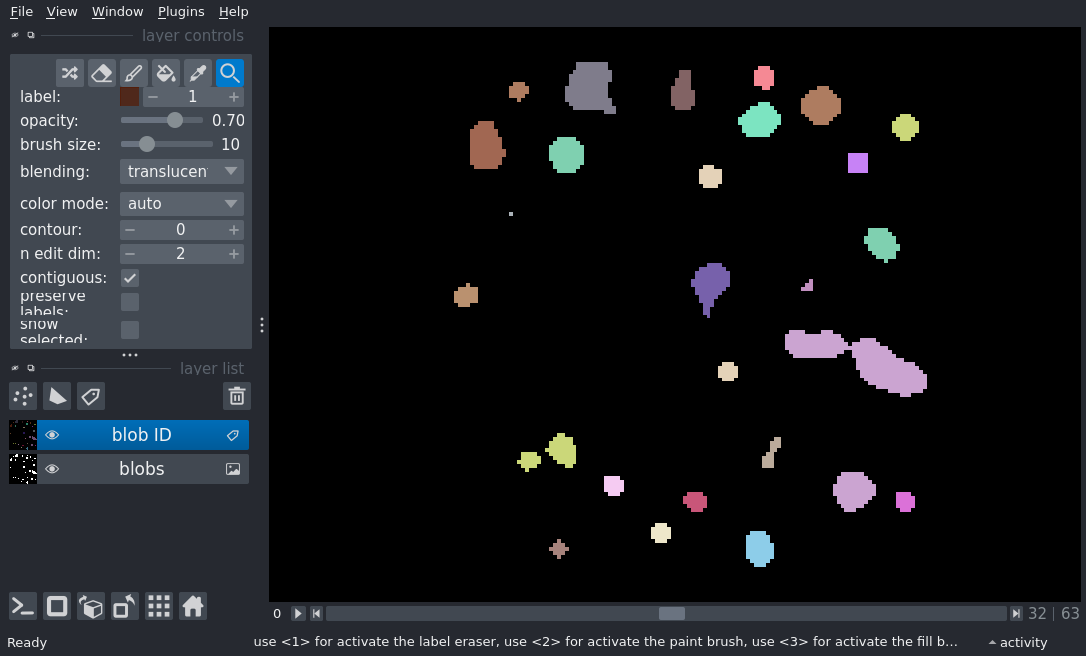 File View Window Plugins Help
layer controls
label: 1
opacity: 0.70
brush size: 10
blending: translucen
color mode: auto
contour: 0
n edit dim: 2
contiguous:
preserve
labels:
show
selected:
layer list
blob ID
blobs
0 32 63
Ready use <1> for activate the label eraser, use <2> for activate the paint brush, use <3> for activate the fill b... activity